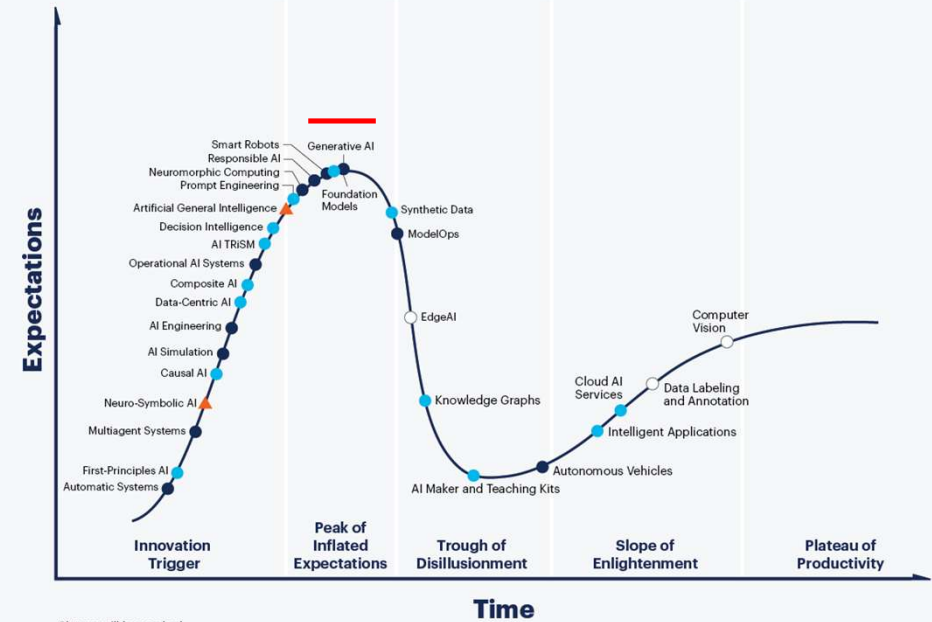 Expectations
Smart Robots
Generative AI
Responsible AI
Neuromorphic Computing
Prompt Engineering
Foundation
Models
Artificial General Intelligence
Synthetic Data
Decision Intelligence
ModelOps
AI TRiSM
Operational AI Systems
Composite AI
Data-Centric AI
EdgeAI
AI Engineering
AI Simulation
Causal AI
Neuro-Symbolic AI
Multiagent Systems
First-Principles AI
Automatic Systems
Knowledge Graphs
AI Maker and Teaching Kits
Autonomous Vehicles
Intelligent Applications
Cloud AI
Services
Data Labeling
and Annotation
Computer
Vision
Innovation
Trigger
Peak of
Inflated
Expectations
Trough of
Disillusionment
Slope of
Enlightenment
Plateau of
Productivity
Time